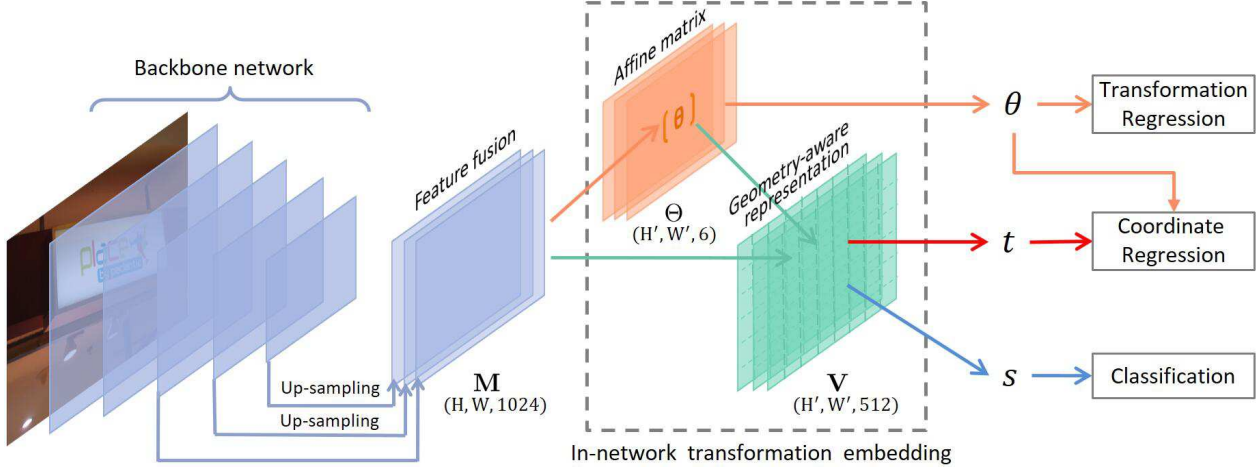 Backbone network
Feature fusion
Affine matrix
[θ]
Θ
(H′, W′, 6)
Geometry-aware
representation
Up-sampling
Up-sampling
M
(H, W, 1024)
V
(H′, W′, 512)
In-network transformation embedding
θ
Transformation
Regression
t
Coordinate
Regression
s
Classification